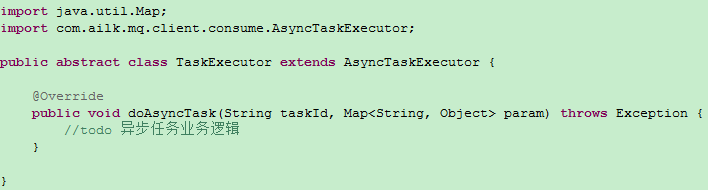 import java.util.Map;
import com.ailk.mq.client.consume.AsyncTaskExecutor;
public abstract class TaskExecutor extends AsyncTaskExecutor {
@Override
public void doAsyncTask(String taskId, Map<String, Object> param) throws Exception {
//todo 异步任务业务逻辑
}
}